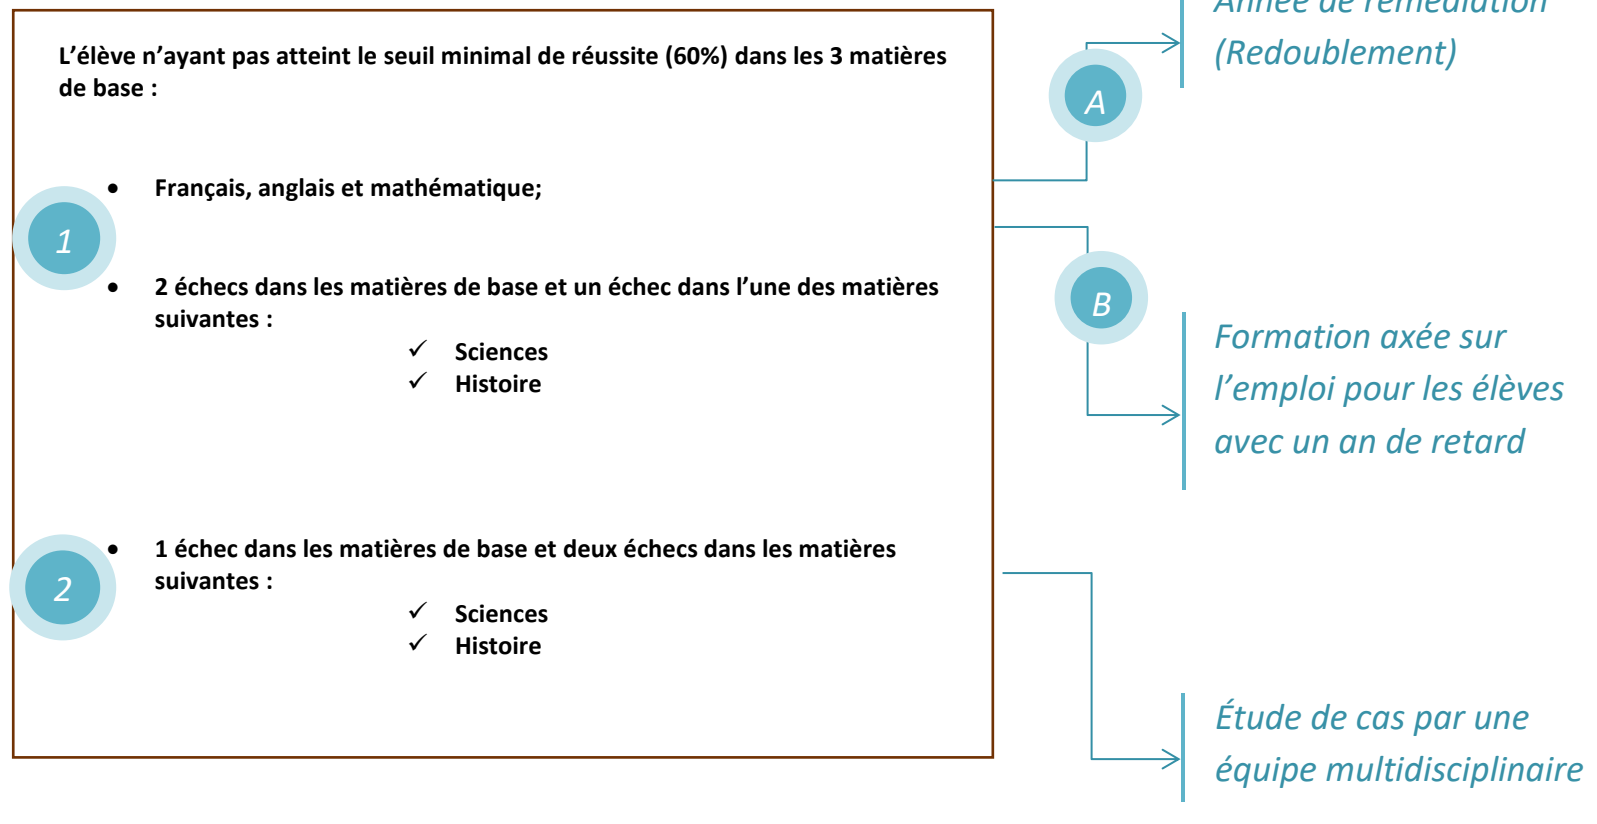 L’élève n’ayant pas atteint le seuil minimal de réussite (60%) dans les 3 matières
de base :
• Français, anglais et mathématique;
1
• 2 échecs dans les matières de base et un échec dans l’une des matières
suivantes :
✓ Sciences
✓ Histoire
2
• 1 échec dans les matières de base et deux échecs dans les matières
suivantes :
✓ Sciences
✓ Histoire
A
Année de remédiation
(Redoublement)
B
Formation axée sur
l’emploi pour les élèves
avec un an de retard
Étude de cas par une
équipe multidisciplinaire